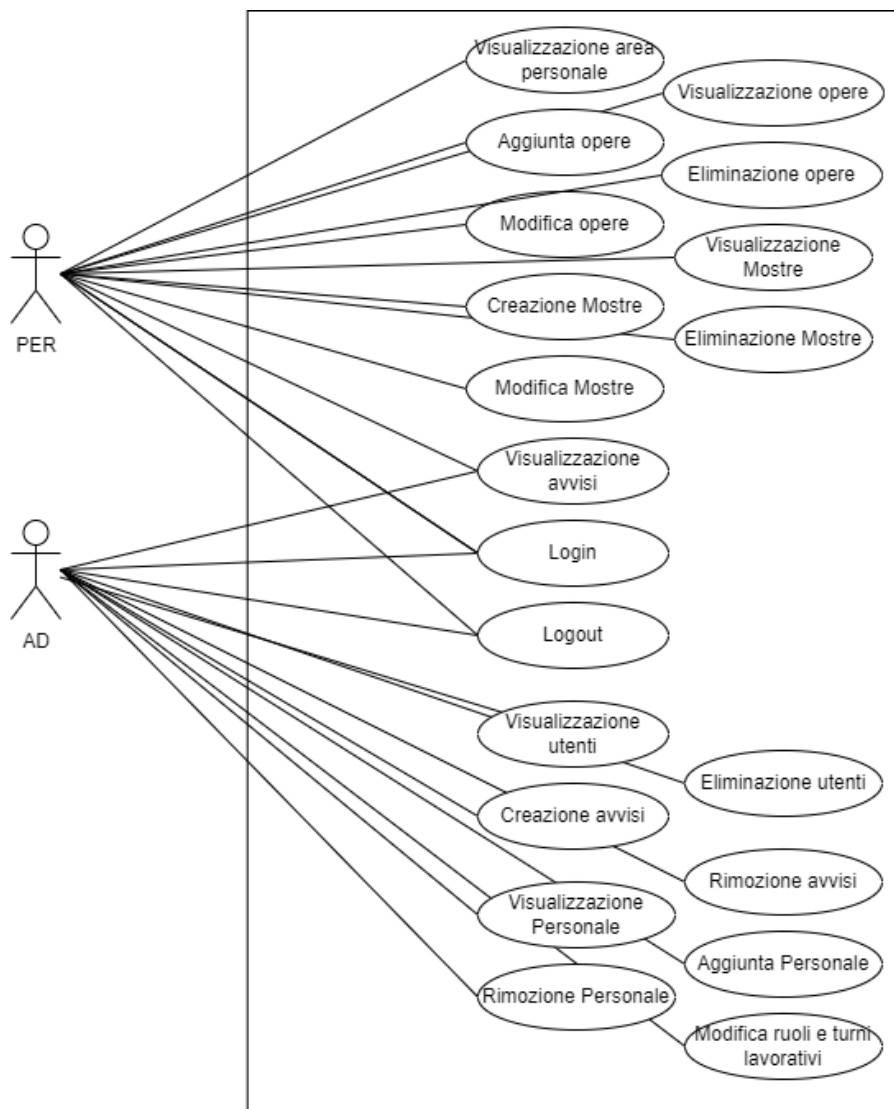 Visualizzazione area
personale
Visualizzazione opere
Aggiunta opere
Eliminazione opere
Modifica opere
Visualizzazione
Mostre
PER
Creazione Mostre
Eliminazione Mostre
Modifica Mostre
Visualizzazione
avvisi
Login
AD
Logout
Visualizzazione
utenti
Eliminazione utenti
Creazione avvisi
Rimozione avvisi
Visualizzazione
Personale
Aggiunta Personale
Rimozione Personale
Modifica ruoli e turni
lavorativi